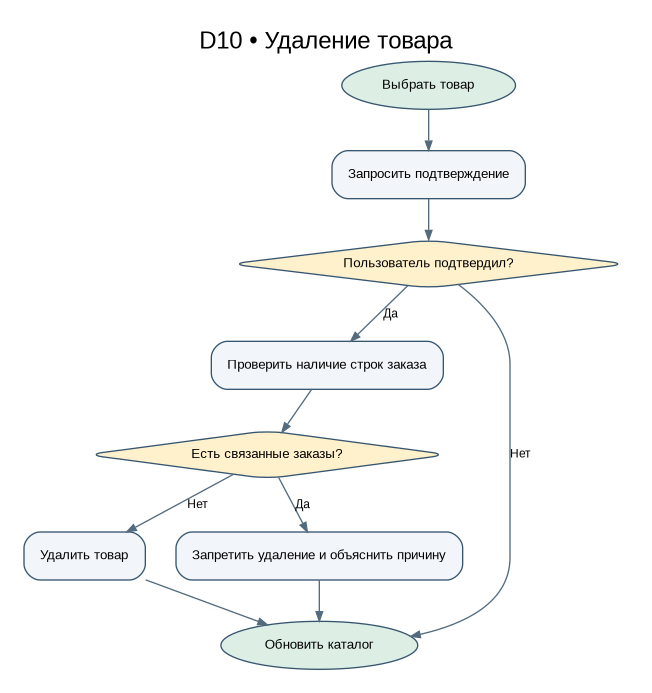 D10 • Удаление товара
Выбрать товар
Запросить подтверждение
Пользователь подтвердил?
Да
Проверить наличие строк заказа
Есть связанные заказы?
Нет
Нет
Да
Удалить товар
Запретить удаление и объяснить причину
Обновить каталог